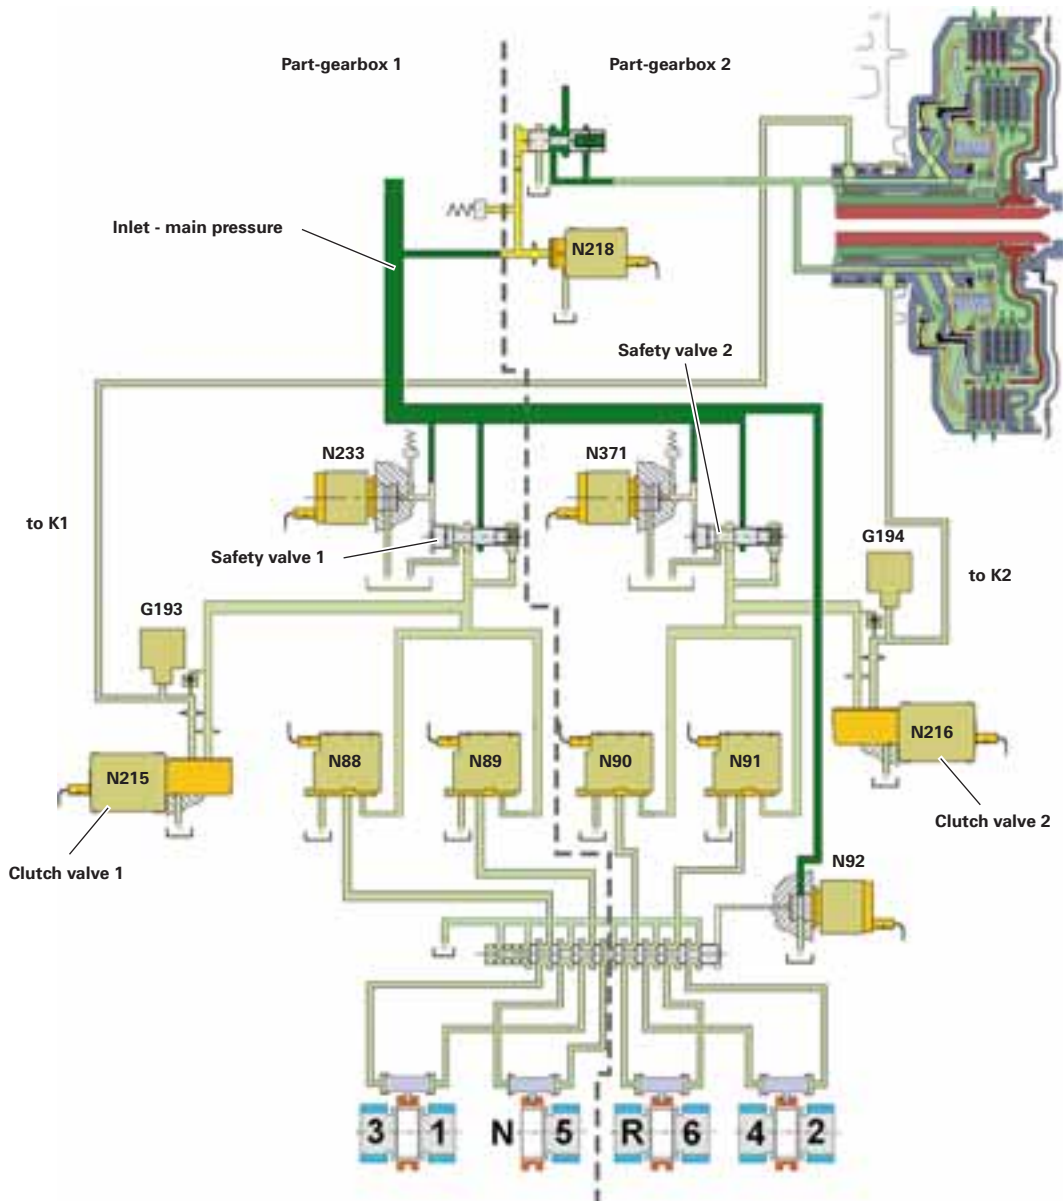 Part-gearbox 1
Part-gearbox 2
Inlet - main pressure
N218
Safety valve 2
N233
N371
to K1
Safety valve 1
G194
to K2
G193
N88
N89
N90
N91
N216
N215
Clutch valve 2
Clutch valve 1
N92
3 1 N 5 R 6 4 2